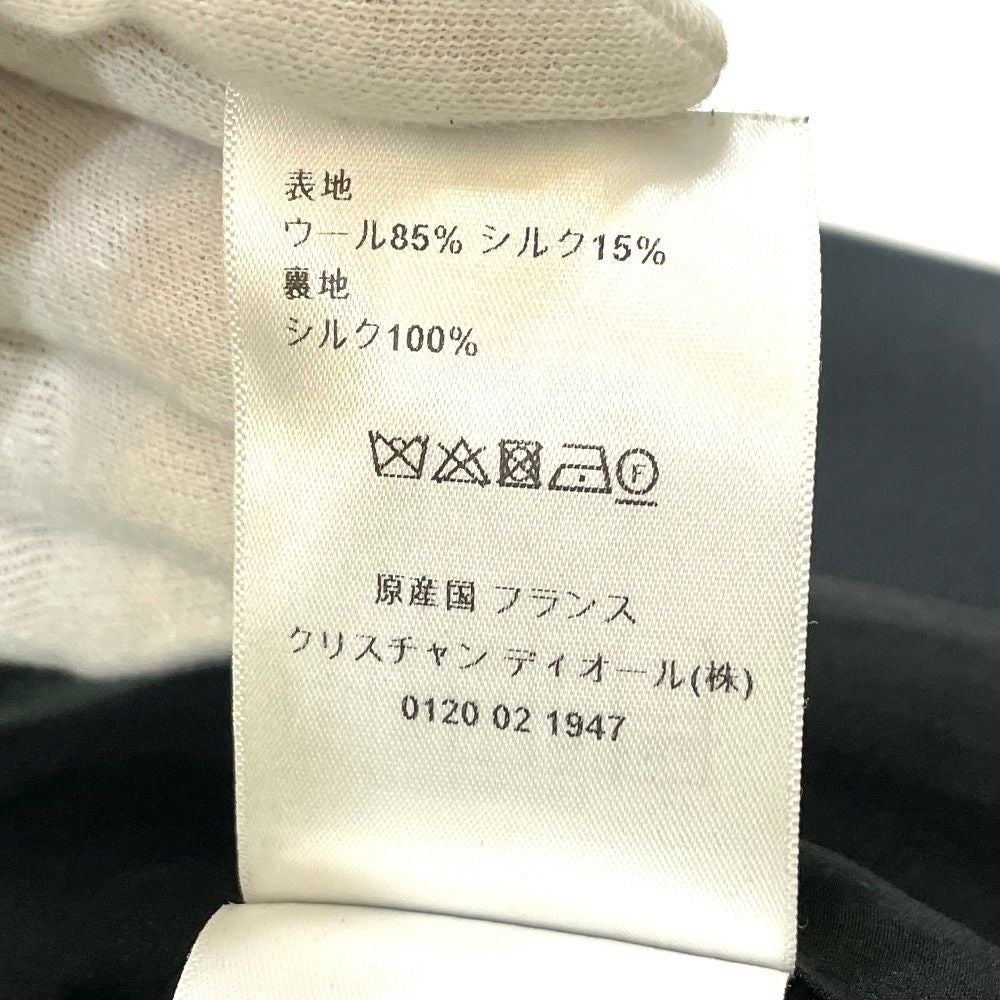 表地
ウール85% シルク15%
裏地
シルク100%
F
原産国 フランス
クリスチャン ディオール(株)
0120 02 1947